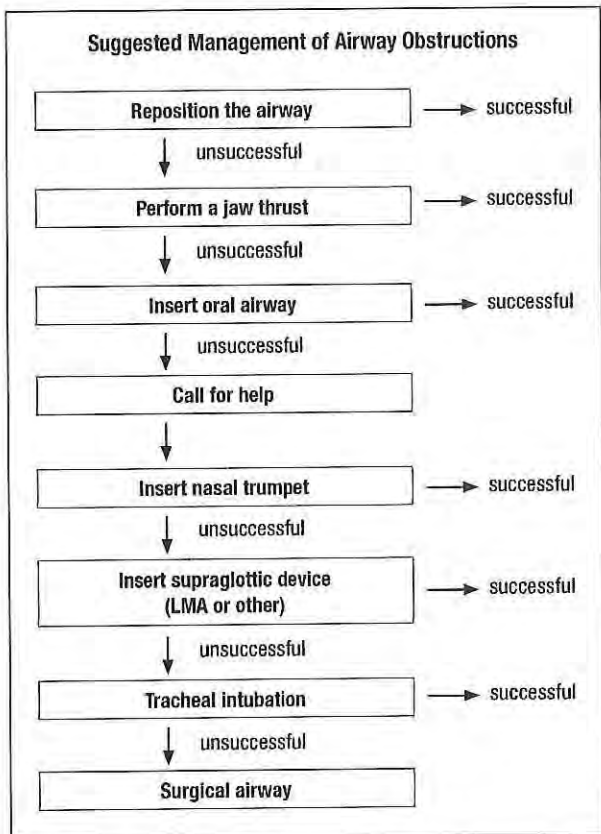 Suggested Management of Airway Obstructions
Reposition the airway
successful
unsuccessful
Perform a jaw thrust
successful
unsuccessful
Insert oral airway
successful
unsuccessful
Call for help
Insert nasal trumpet
successful
unsuccessful
Insert supraglottic device
(LMA or other)
successful
unsuccessful
Tracheal intubation
successful
unsuccessful
Surgical airway